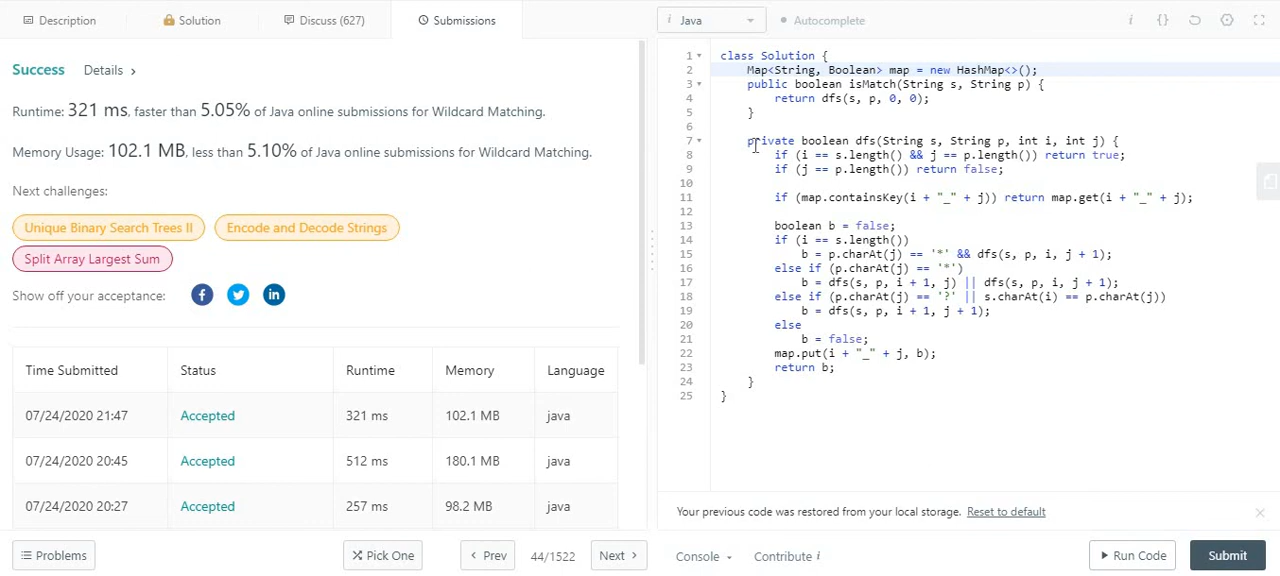 Description
Solution
Discuss (627)
Submissions
i Java
Autocomplete
i {}
Success Details >
Runtime: 321 ms, faster than 5.05% of Java online submissions for Wildcard Matching.
Memory Usage: 102.1 MB, less than 5.10% of Java online submissions for Wildcard Matching.
Next challenges:
Unique Binary Search Trees II
Encode and Decode Strings
Split Array Largest Sum
Show off your acceptance:
Time Submitted Status Runtime Memory Language
07/24/2020 21:47 Accepted 321 ms 102.1 MB java
07/24/2020 20:45 Accepted 512 ms 180.1 MB java
07/24/2020 20:27 Accepted 257 ms 98.2 MB java
1 class Solution {
2 Map<String, Boolean> map = new HashMap<>();
3 public boolean isMatch(String s, String p) {
4 return dfs(s, p, 0, 0);
5 }
6
7 private boolean dfs(String s, String p, int i, int j) {
8 if (i == s.length() && j == p.length()) return true;
9 if (j == p.length()) return false;
10
11 if (map.containsKey(i + "_" + j)) return map.get(i + "_" + j);
12
13 boolean b = false;
14 if (i == s.length())
15 b = p.charAt(j) == '*' && dfs(s, p, i, j + 1);
16 else if (p.charAt(j) == '*')
17 b = dfs(s, p, i + 1, j) || dfs(s, p, i, j + 1);
18 else if (p.charAt(j) == '?' || s.charAt(i) == p.charAt(j))
19 b = dfs(s, p, i + 1, j + 1);
20 else
21 b = false;
22 map.put(i + "_" + j, b);
23 return b;
24 }
25 }
Your previous code was restored from your local storage. Reset to default
Problems
Pick One
< Prev
44/1522
Next >
Console
Contribute i
Run Code
Submit